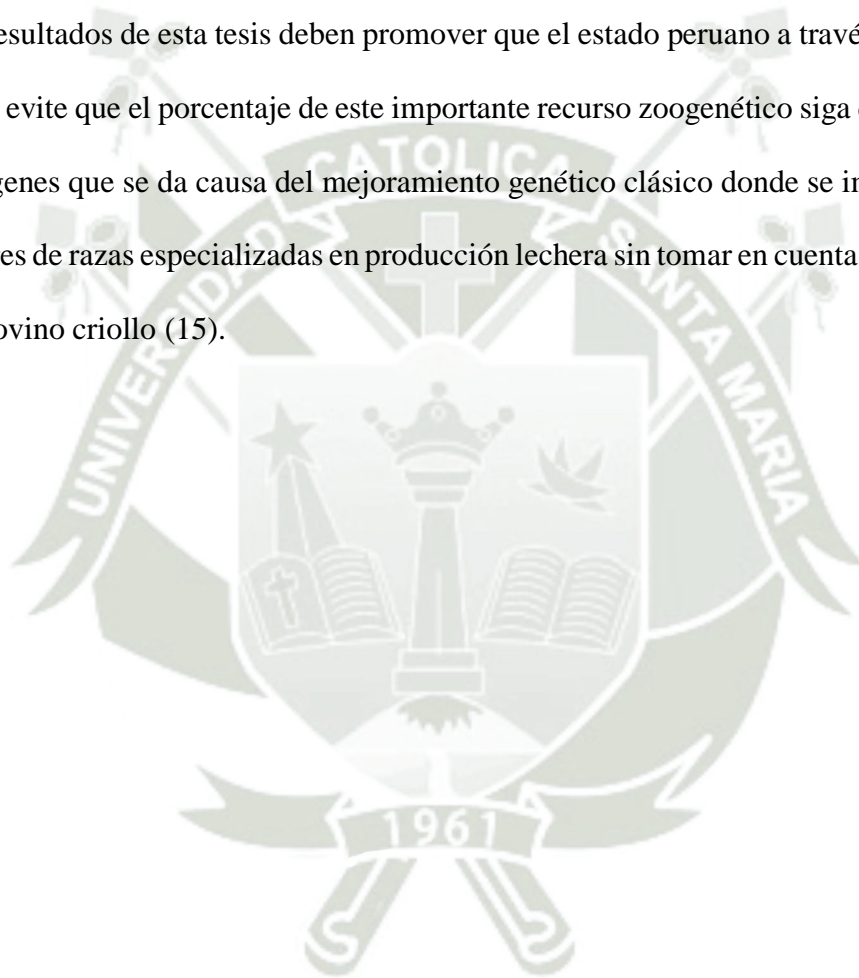 esultados de esta tesis deben promover que el estado peruano a travé
evite que el porcentaje de este importante recurso zoogenético siga
genes que se da causa del mejoramiento genético clásico donde se i
res de razas especializadas en producción lechera sin tomar en cuenta
ovino criollo (15).
UNIVERSIDAD CATOLICA SANTA MARIA
1961